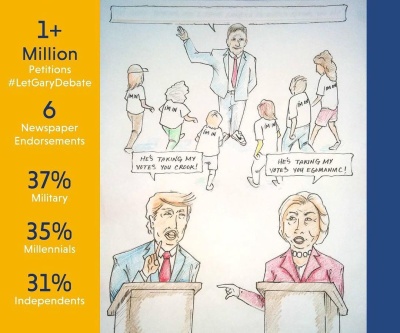 1+
Million
Petitions
#LetGaryDebate
6
Newspaper
Endorsements
37%
Military
35%
Millennials
31%
Independents
I'M IN
I'M IN
I'M IN
I'M IN
I'M IN
HE'S TAKING MY
VOTES YOU CROOK!
HE'S TAKING MY
VOTES YOU EGOMANIAC!